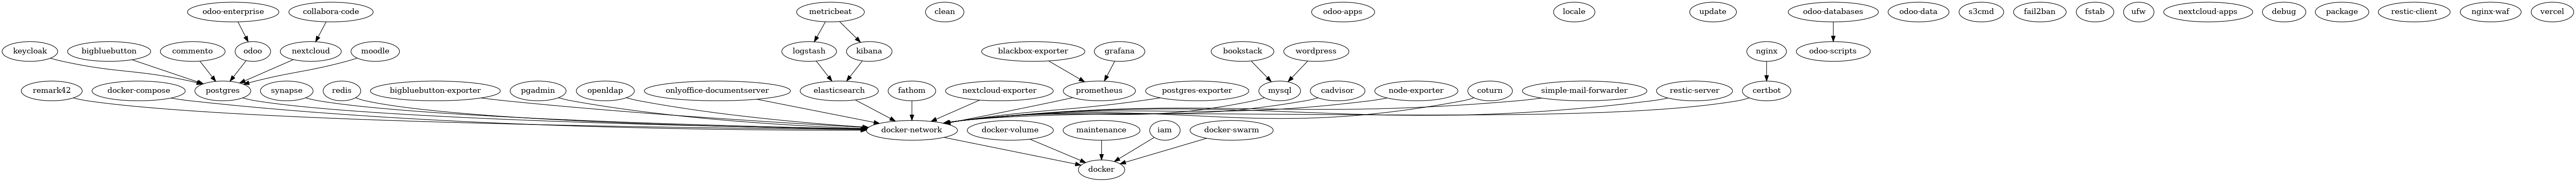 odoo-enterprise
collabora-code
metricbeat
clean
odoo-apps
locale
update
odoo-databases
odoo-data
s3cmd
fail2ban
fstab
ufw
nextcloud-apps
debug
package
restic-client
nginx-waf
vercel
keycloak
bigbluebutton
commento
odoo
nextcloud
moodle
logstash
kibana
blackbox-exporter
grafana
bookstack
wordpress
nginx
odoo-scripts
remark42
docker-compose
postgres
synapse
redis
bigbluebutton-exporter
pgadmin
openldap
onlyoffice-documentserver
elasticsearch
fathom
nextcloud-exporter
prometheus
postgres-exporter
mysql
cadvisor
node-exporter
coturn
simple-mail-forwarder
restic-server
certbot
docker-network
docker-volume
maintenance
iam
docker-swarm
docker